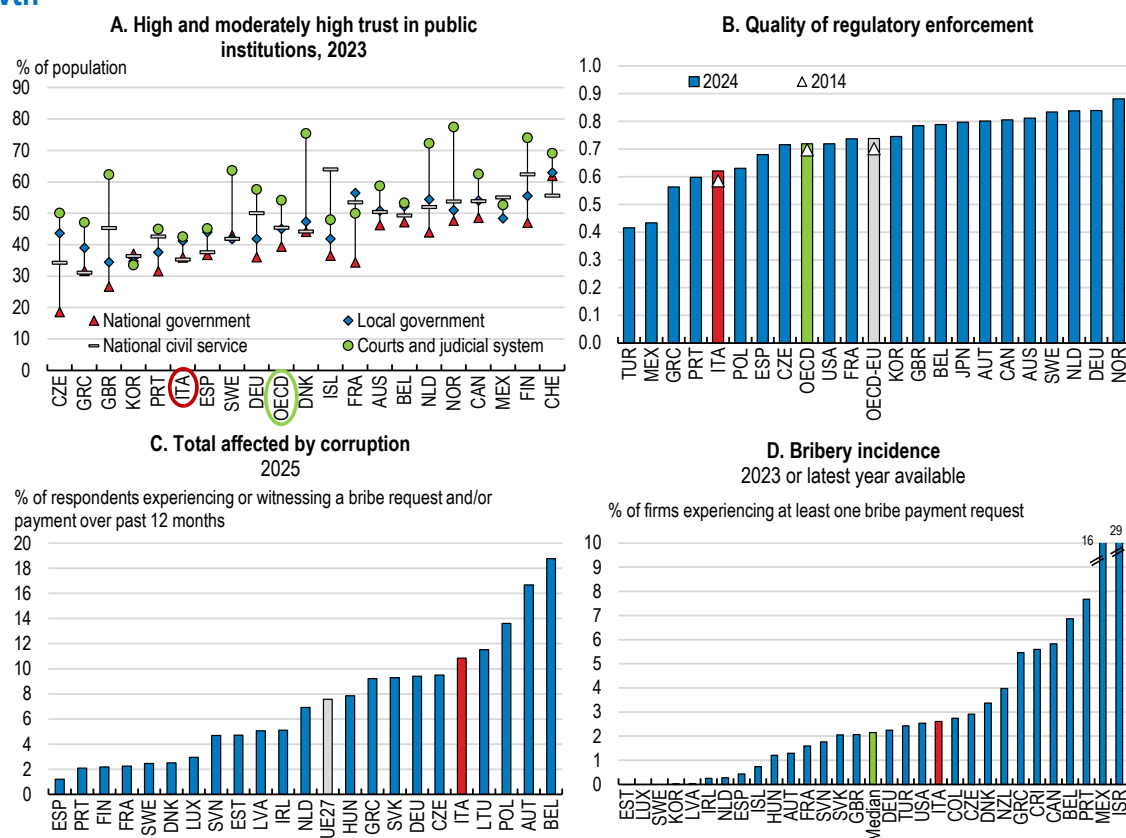 A. High and moderately high trust in public
institutions, 2023
% of population
90
80
70
60
50
40
30
20
10
0
National government
Local government
National civil service
Courts and judicial system
CZE GRC GBR KOR PRT ITA ESP SWE DEU OECD DNK ISL FRA AUS BEL NLD NOR CAN MEX FIN CHE
B. Quality of regulatory enforcement
1.0
0.9
0.8
0.7
0.6
0.5
0.4
0.3
0.2
0.1
0.0
2024
2014
TUR MEX GRC PRT ITA POL ESP CZE OECD USA FRA OECD-EU KOR GBR BEL JPN AUT CAN AUS SWE NLD DEU NOR
C. Total affected by corruption
2025
% of respondents experiencing or witnessing a bribe request and/or
payment over past 12 months
20
18
16
14
12
10
8
6
4
2
0
ESP PRT FIN FRA SWE DNK LUX SVN EST LVA IRL NLD UE27 HUN GRC SVK DEU CZE ITA LTU POL AUT BEL
D. Bribery incidence
2023 or latest year available
% of firms experiencing at least one bribe payment request
10
9
8
7
6
5
4
3
2
1
0
16
29
EST LUX SWE KOR LVA IRL NLD ESP ISL HUN AUT FRA SVN SVK GBR Median DEU TUR USA ITA COL CZE DNK NZL GRC CRI CAN BEL PRT MEX ISR